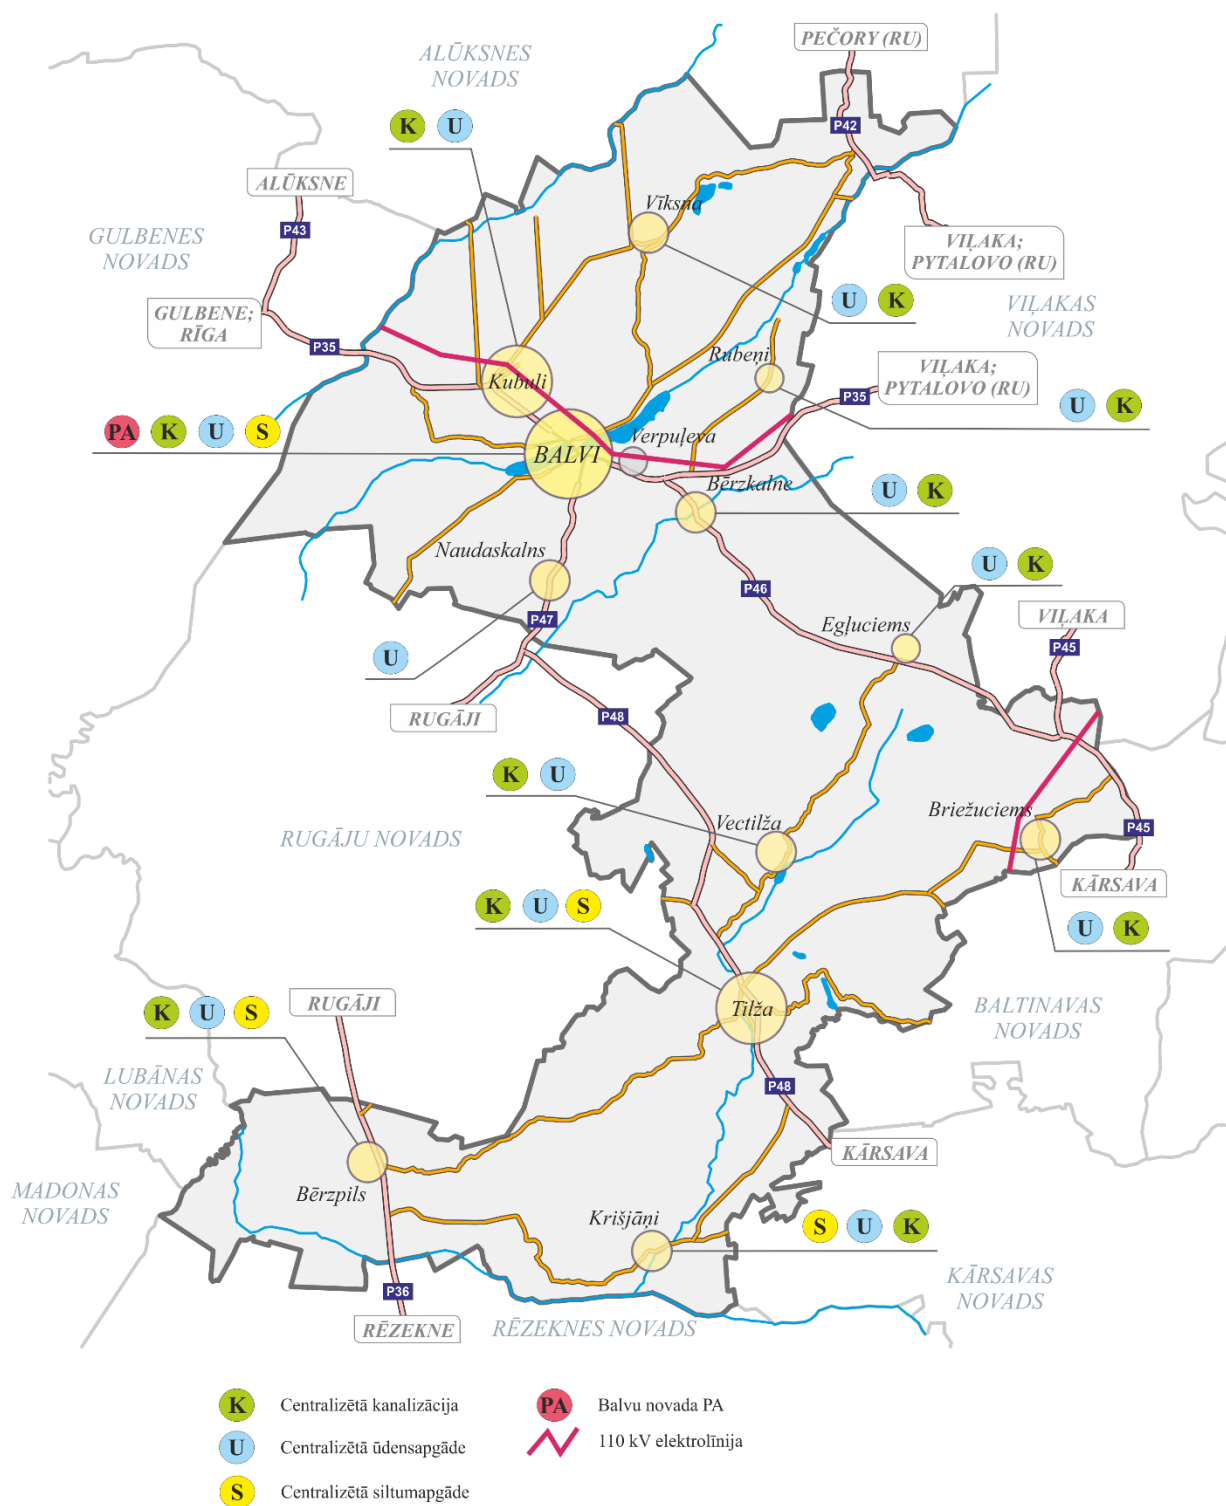 PEČORY (RU)
ALŪKSNES
NOVADS
K U
P42
ALŪKSNE
Vīksna
P43
GULBENES
NOVADS
VIĻAKA;
PYTALOVO (RU)
U K
VIĻAKAS
NOVADS
GULBENE;
RĪGA
P35
Rubeņi
VIĻAKA;
PYTALOVO (RU)
Kubuli
P35
U K
PA K U S
Verpuļeva
BALVI
Bērzkalne
U K
Naudaskalns
U K
P46
P47
Egļuciems
VIĻAKA
P45
U
RUGĀJI
P48
K U
Briežuciems
Vectilža
P45
RUGĀJU NOVADS
KĀRSAVA
K U S
U K
RUGĀJI
Tilža
BALTINAVAS
NOVADS
K U S
LUBĀNAS
NOVADS
P48
KĀRSAVA
MADONAS
NOVADS
Bērzpils
Krišjāņi
S U K
KĀRSAVAS
NOVADS
P36
RĒZEKNE
RĒZEKNES NOVADS
K Centralizētā kanalizācija
PA Balvu novada PA
U Centralizētā ūdensapgāde
110 kV elektrolīnija
S Centralizētā siltumapgāde